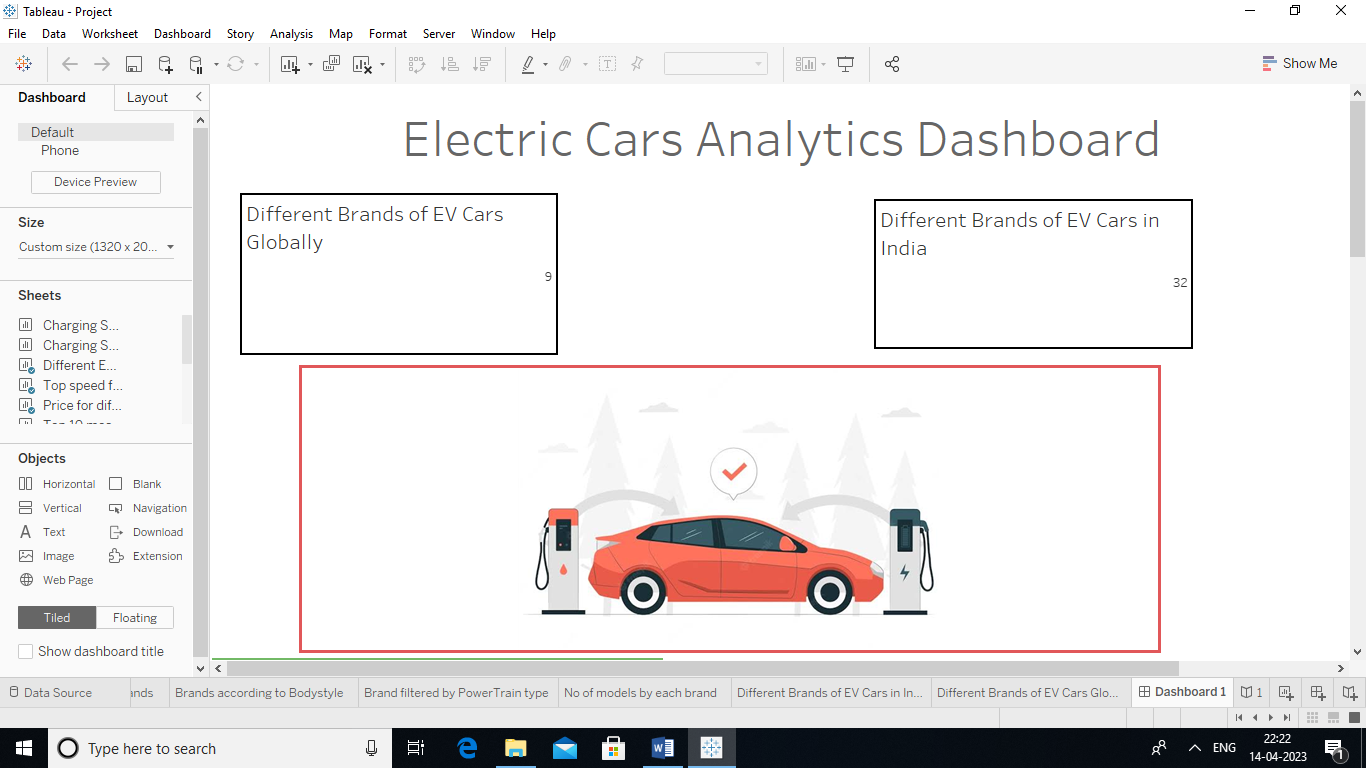 Tableau - Project
File Data Worksheet Dashboard Story Analysis Map Format Server Window Help
Show Me
Dashboard Layout
Default
Phone
Device Preview
Size
Custom size (1320 x 20...
Sheets
Charging S...
Charging S...
Different E...
Top speed f...
Price for dif...
Objects
Horizontal Blank
Vertical Navigation
Text Download
Image Extension
Web Page
Tiled Floating
Show dashboard title
Electric Cars Analytics Dashboard
Different Brands of EV Cars
Globally
9
Different Brands of EV Cars in
India
32
Data Source ands Brands according to Bodystyle Brand filtered by PowerTrain type No of models by each brand Different Brands of EV Cars in In... Different Brands of EV Cars Glo... Dashboard 1 1
Type here to search
ENG
22:22
14-04-2023
1